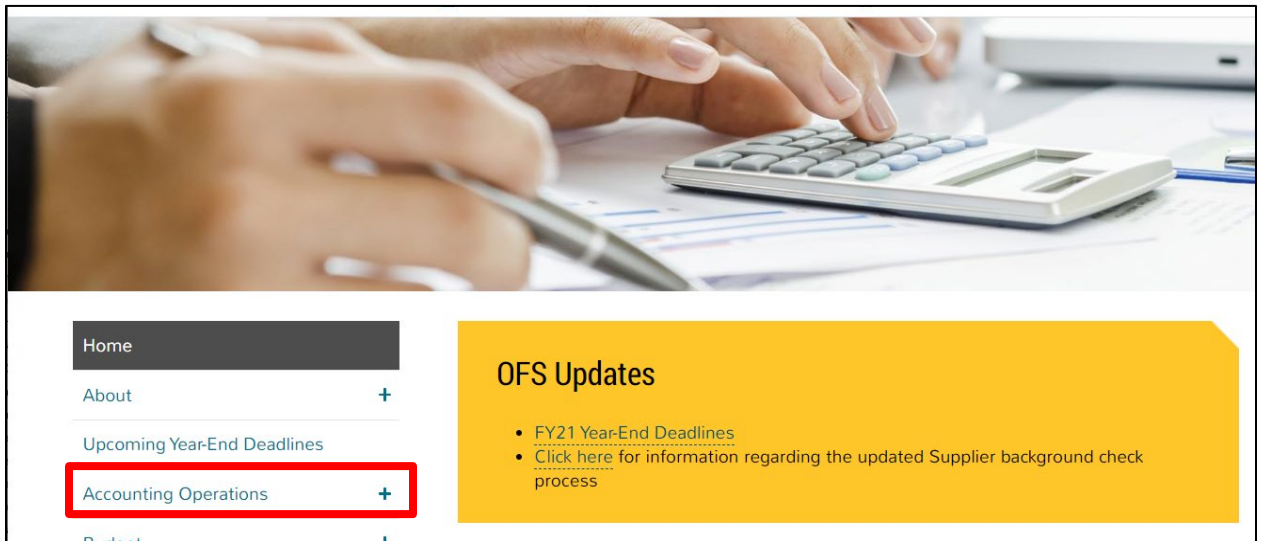 Home
About +
Upcoming Year-End Deadlines
Accounting Operations +
OFS Updates
• FY21 Year-End Deadlines
• Click here for information regarding the updated Supplier background check
process